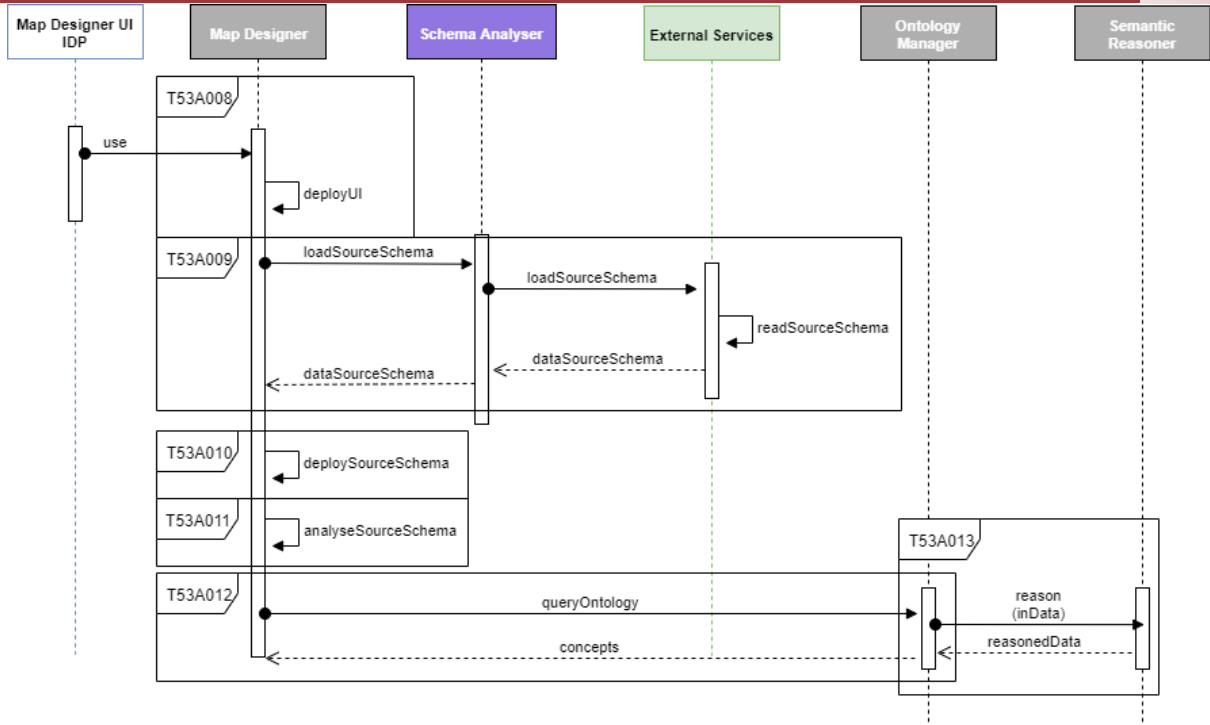 Map Designer UI
IDP
Map Designer
Schema Analyser
External Services
Ontology
Manager
Semantic
Reasoner
T53A008
use
deployUI
T53A009
loadSourceSchema
loadSourceSchema
readSourceSchema
dataSourceSchema
dataSourceSchema
T53A010
deploySourceSchema
T53A011
analyseSourceSchema
T53A013
T53A012
queryOntology
reason
(inData)
reasonedData
concepts